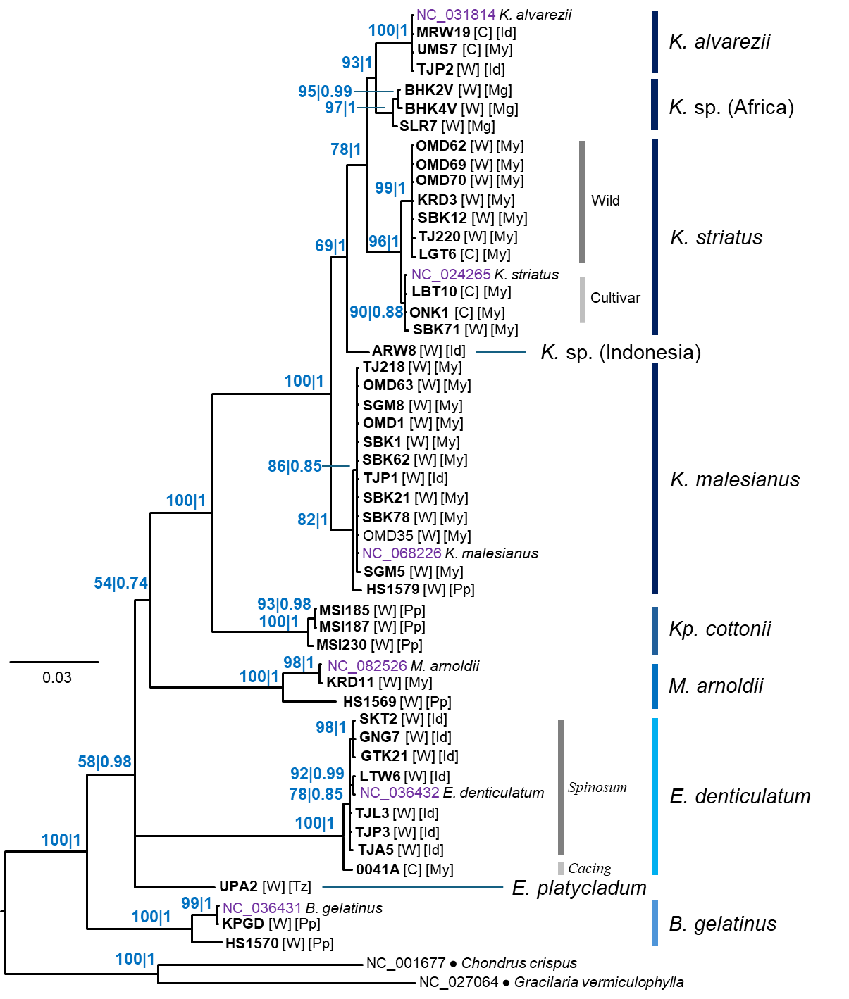 NC_031814 K. alvarezii
100|1
MRW19 [C] [Id]
K. alvarezii
UMS7 [C] [My]
93|1
TJP2 [W] [Id]
95|0.99
BHK2V [W] [Mg]
97|1
BHK4V [W] [Mg]
K. sp. (Africa)
SLR7 [W] [Mg]
78|1
OMD62 [W] [My]
OMD69 [W] [My]
OMD70 [W] [My]
99|1
KRD3 [W] [My]
Wild
SBK12 [W] [My]
TJ220 [W] [My]
K. striatus
96|1
69|1
LGT6 [C] [My]
NC_024265 K. striatus
LBT10 [C] [My]
Cultivar
90|0.88
ONK1 [C] [My]
SBK71 [W] [My]
ARW8 [W] [Id]
K. sp. (Indonesia)
TJ218 [W] [My]
100|1
OMD63 [W] [My]
SGM8 [W] [My]
OMD1 [W] [My]
SBK1 [W] [My]
SBK62 [W] [My]
86|0.85
TJP1 [W] [Id]
K. malesianus
SBK21 [W] [My]
100|1
SBK78 [W] [My]
82|1
OMD35 [W] [My]
NC_068226 K. malesianus
SGM5 [W] [My]
54|0.74
HS1579 [W] [Pp]
93|0.98
MSI185 [W] [Pp]
100|1
MSI187 [W] [Pp]
Kp. cottonii
MSI230 [W] [Pp]
98|1
NC_082526 M. arnoldii
0.03
100|1
KRD11 [W] [My]
M. arnoldii
HS1569 [W] [Pp]
SKT2 [W] [Id]
98|1
GNG7 [W] [Id]
GTK21 [W] [Id]
58|0.98
92|0.99
LTW6 [W] [Id]
78|0.85
NC_036432 E. denticulatum
Spinosum
E. denticulatum
TJL3 [W] [Id]
100|1
TJP3 [W] [Id]
100|1
TJA5 [W] [Id]
0041A [C] [My]
Cacing
UPA2 [W] [Tz]
E. platycladum
99|1
NC_036431 B. gelatinus
100|1
KPGD [W] [Pp]
B. gelatinus
HS1570 [W] [Pp]
100|1
NC_001677 ● Chondrus crispus
NC_027064 ● Gracilaria vermiculophylla